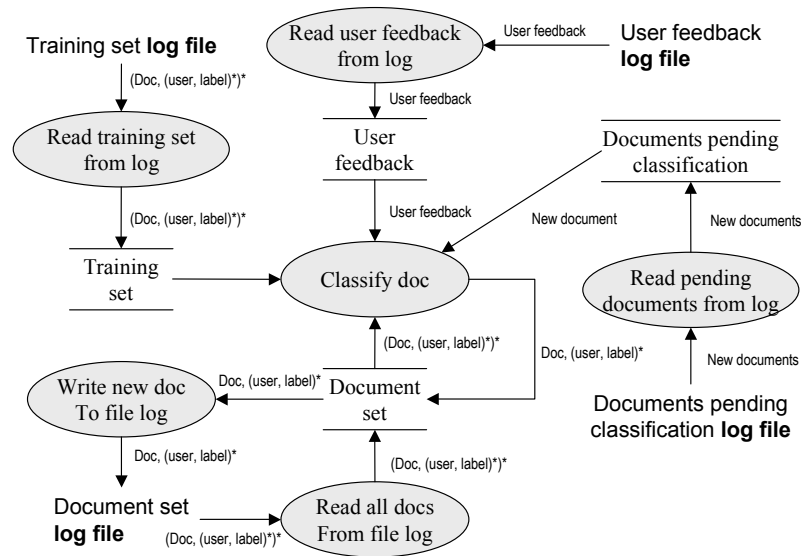 Training set log file
(Doc, (user, label)*)*
Read training set
from log
(Doc, (user, label)*)*
Training
set
Read user feedback
from log
User feedback
User feedback
log file
User feedback
User
feedback
User feedback
Documents pending
classification
New document
New documents
Read pending
documents from log
New documents
Documents pending
classification log file
Classify doc
(Doc, (user, label)*)*
Doc, (user, label)*
Document
set
Doc, (user, label)*
Write new doc
To file log
Doc, (user, label)*
Document set
log file
(Doc, (user, label)*)*
Read all docs
From file log
(Doc, (user, label)*)*